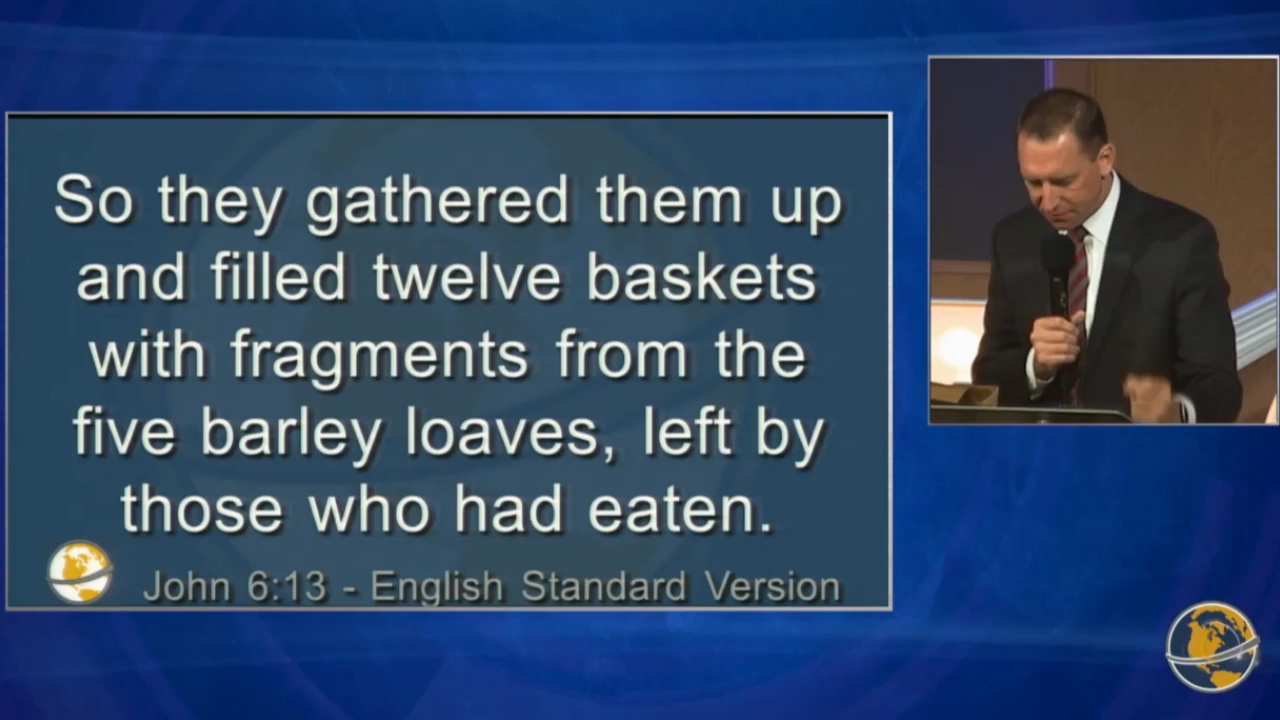 So they gathered them up
and filled twelve baskets
with fragments from the
five barley loaves, left by
those who had eaten.
John 6:13 - English Standard Version